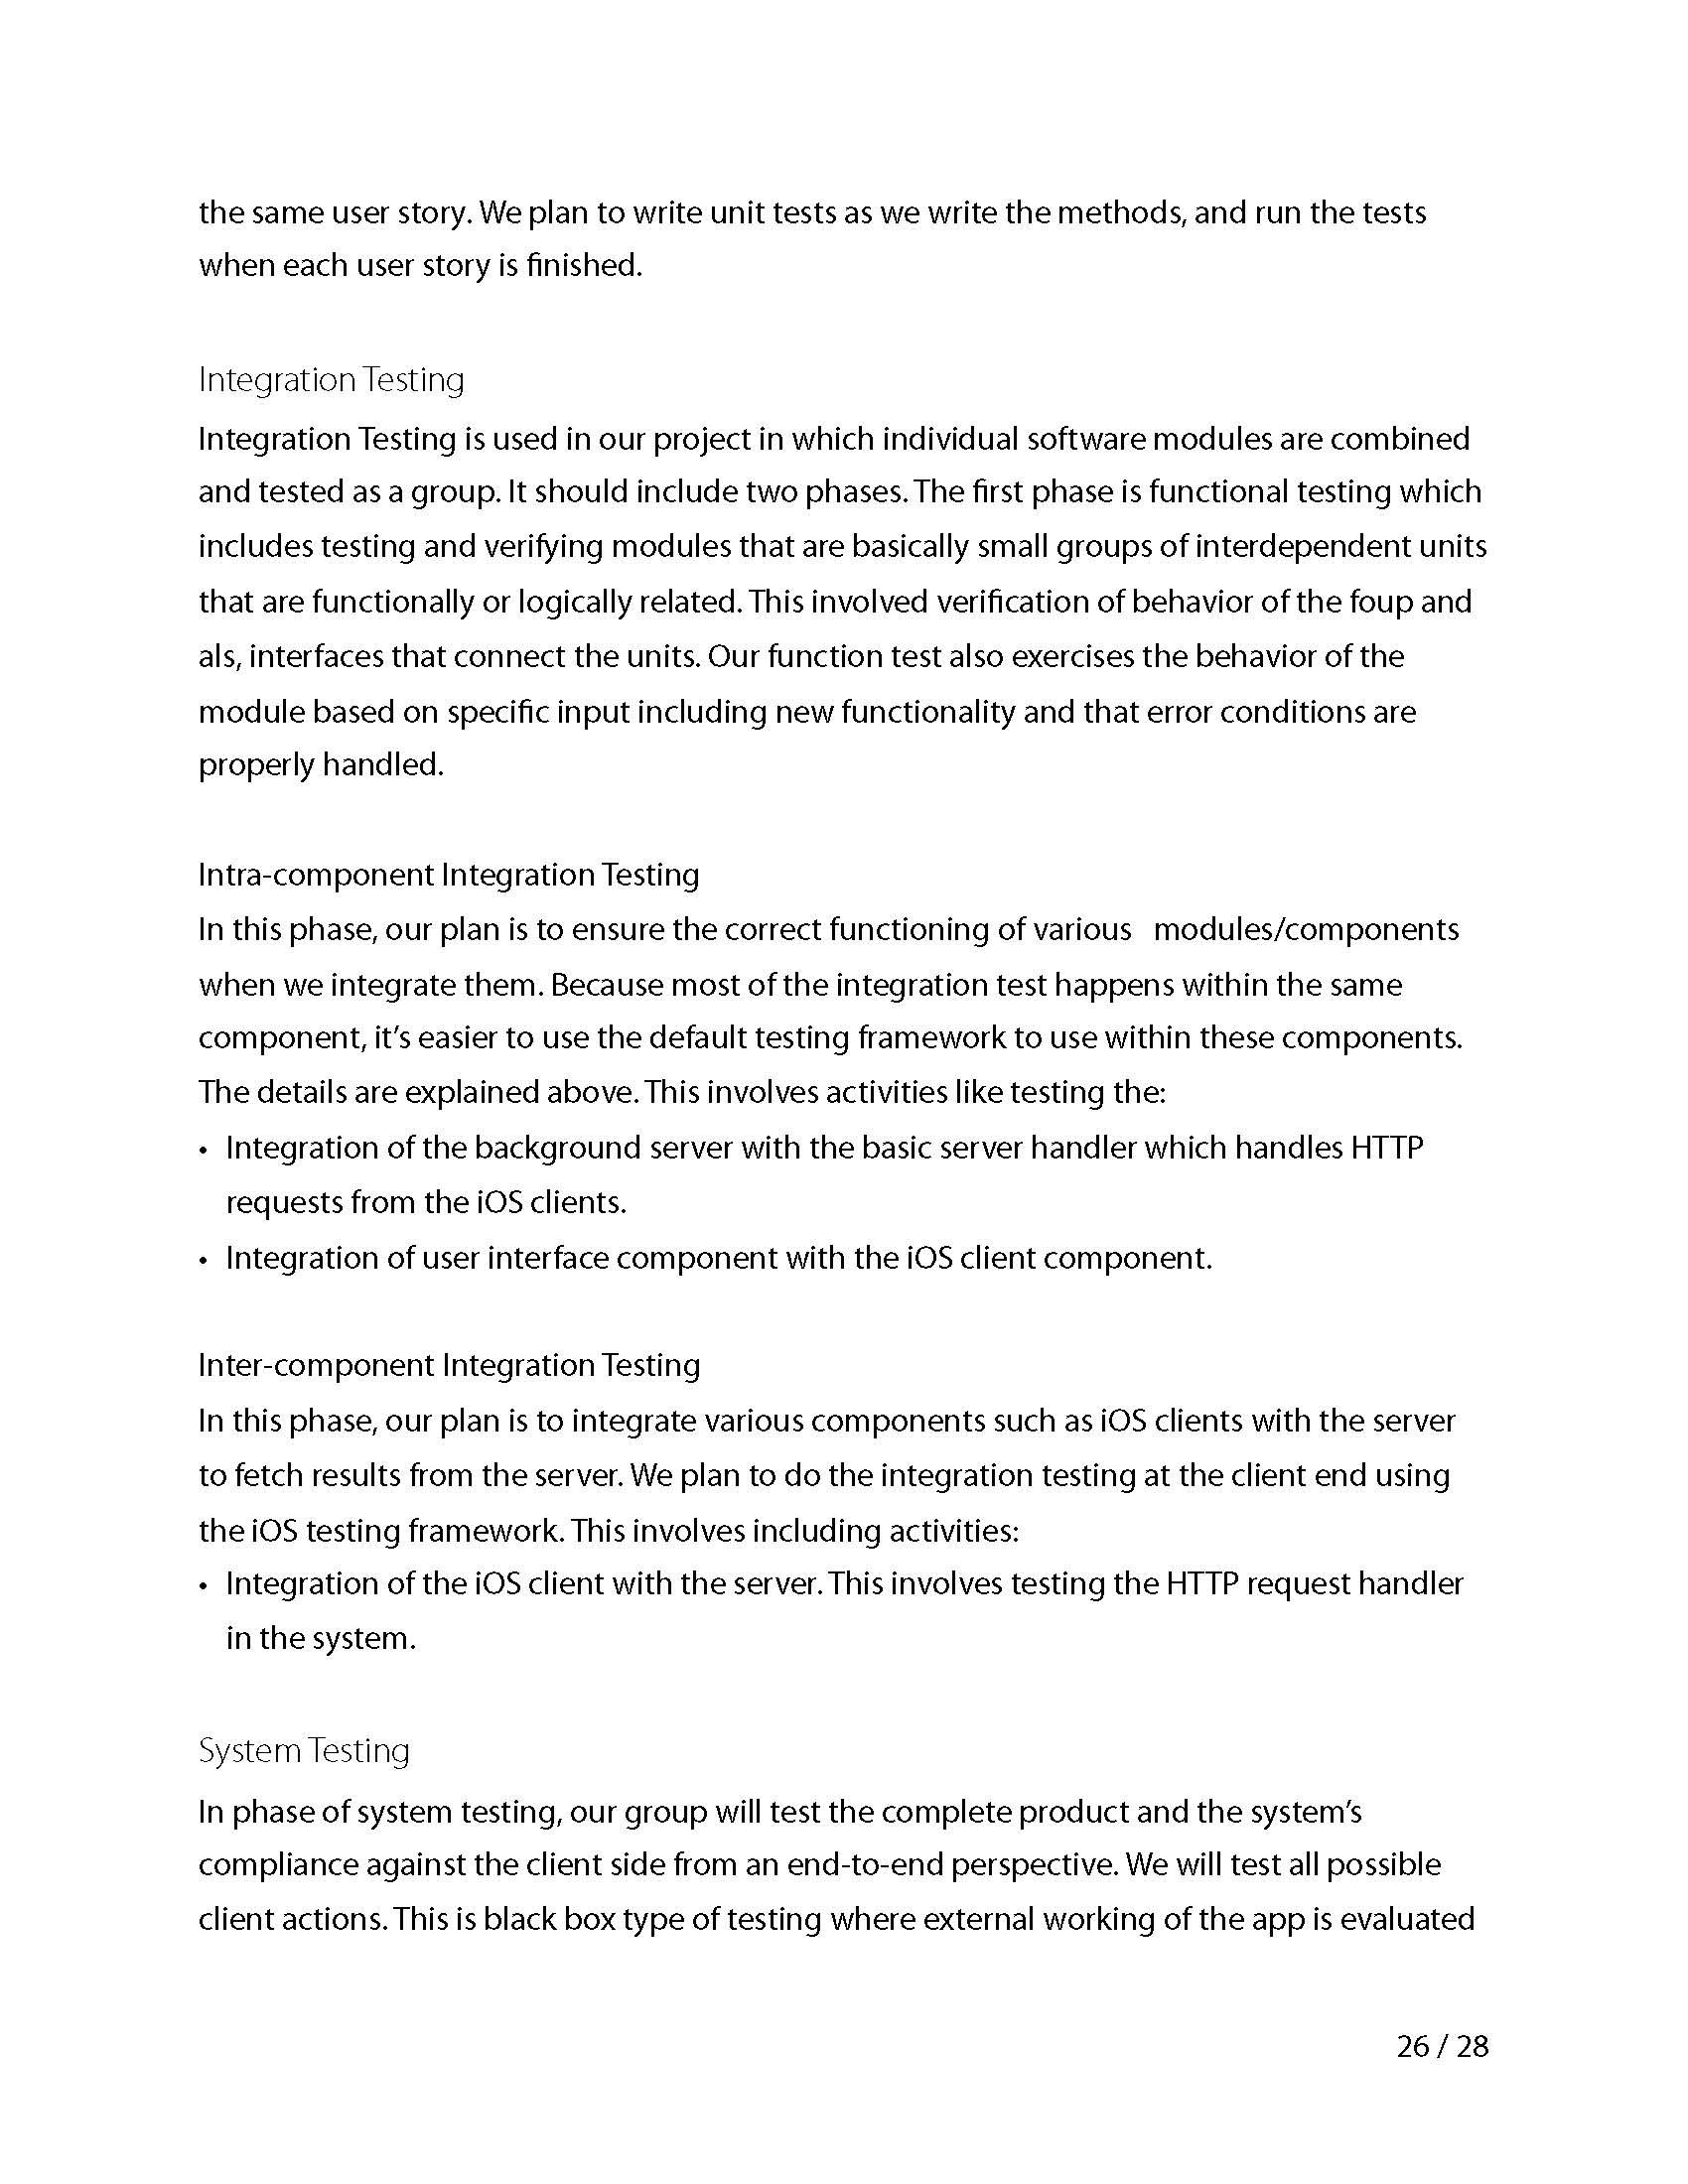 the same user story. We plan to write unit tests as we write the methods, and run the tests
when each user story is finished.
Integration Testing
Integration Testing is used in our project in which individual software modules are combined
and tested as a group. It should include two phases. The first phase is functional testing which
includes testing and verifying modules that are basically small groups of interdependent units
that are functionally or logically related. This involved verification of behavior of the foup and
als, interfaces that connect the units. Our function test also exercises the behavior of the
module based on specific input including new functionality and that error conditions are
properly handled.
Intra-component Integration Testing
In this phase, our plan is to ensure the correct functioning of various modules/components
when we integrate them. Because most of the integration test happens within the same
component, it’s easier to use the default testing framework to use within these components.
The details are explained above. This involves activities like testing the:
• Integration of the background server with the basic server handler which handles HTTP
requests from the iOS clients.
• Integration of user interface component with the iOS client component.
Inter-component Integration Testing
In this phase, our plan is to integrate various components such as iOS clients with the server
to fetch results from the server. We plan to do the integration testing at the client end using
the iOS testing framework. This involves including activities:
• Integration of the iOS client with the server. This involves testing the HTTP request handler
in the system.
System Testing
In phase of system testing, our group will test the complete product and the system’s
compliance against the client side from an end-to-end perspective. We will test all possible
client actions. This is black box type of testing where external working of the app is evaluated
26 / 28